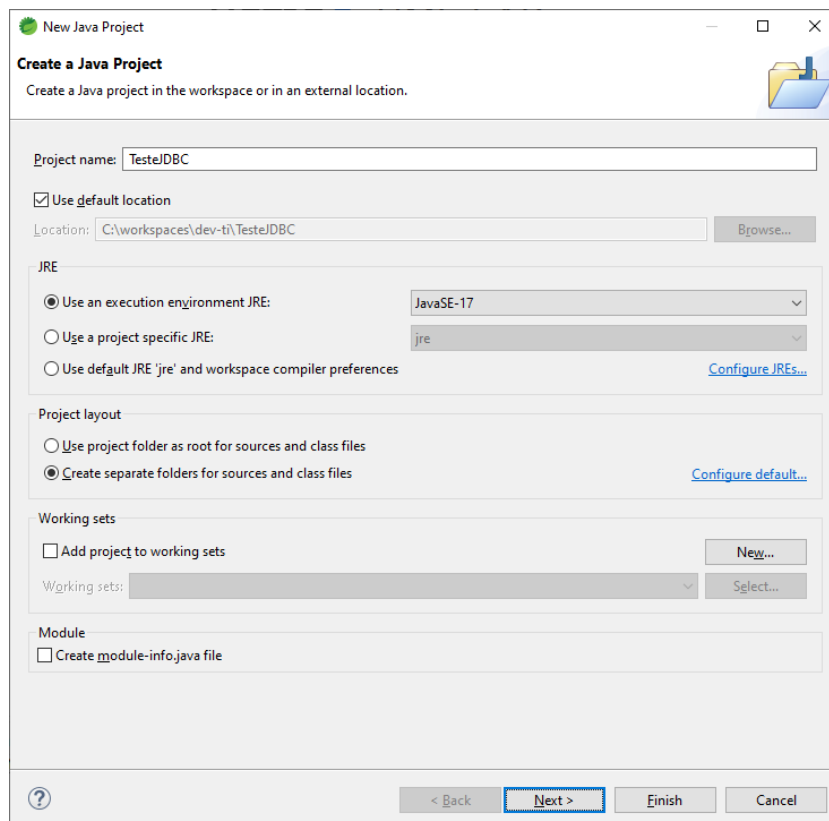 New Java Project
Create a Java Project
Create a Java project in the workspace or in an external location.
Project name: TesteJDBC
Use default location
Location: C:\workspaces\dev-ti\TesteJDBC Browse...
JRE
Use an execution environment JRE: JavaSE-17
Use a project specific JRE: jre
Use default JRE 'jre' and workspace compiler preferences Configure JREs...
Project layout
Use project folder as root for sources and class files
Create separate folders for sources and class files Configure default...
Working sets
Add project to working sets New...
Working sets: Select...
Module
Create module-info.java file
? < Back Next > Finish Cancel